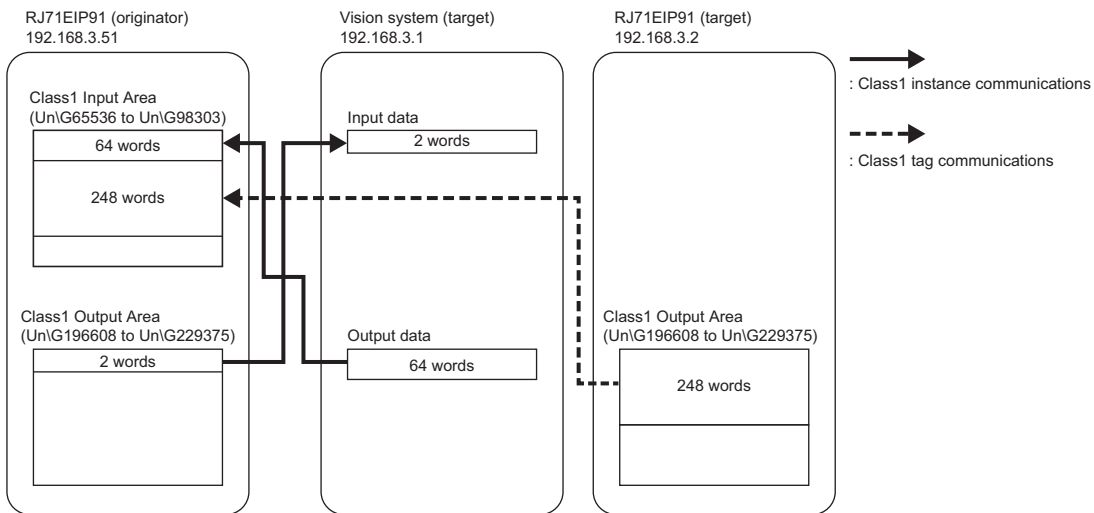 RJ71EIP91 (originator)
192.168.3.51
Class1 Input Area
(Un\G65536 to Un\G98303)
64 words
248 words
Class1 Output Area
(Un\G196608 to Un\G229375)
2 words
Vision system (target)
192.168.3.1
Input data
2 words
Output data
64 words
RJ71EIP91 (target)
192.168.3.2
Class1 Output Area
(Un\G196608 to Un\G229375)
248 words
: Class1 instance communications
: Class1 tag communications